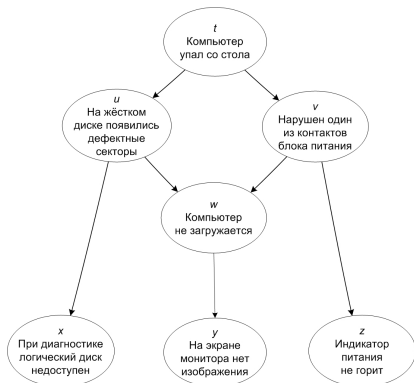 t
Компьютер
упал со стола
u
На жёстком
диске появились
дефектные
секторы
v
Нарушен один
из контактов
блока питания
w
Компьютер
не загружается
x
При диагностике
логический диск
недоступен
y
На экране
монитора нет
изображения
z
Индикатор
питания
не горит